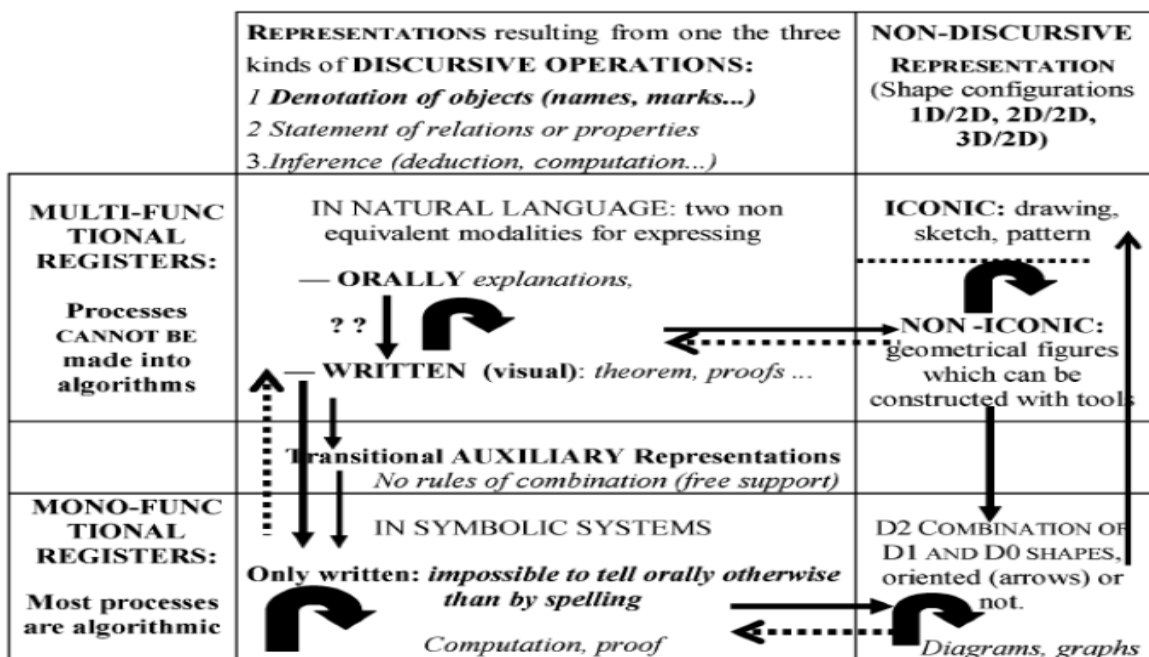 REPRESENTATIONS resulting from one the three
kinds of DISCURSIVE OPERATIONS:
1 Denotation of objects (names, marks...)
2 Statement of relations or properties
3.Inference (deduction, computation...)
NON-DISCURSIVE
REPRESENTATION
(Shape configurations
1D/2D, 2D/2D,
3D/2D)
MULTI-FUNC
TIONAL
REGISTERS:
Processes
CANNOT BE
made into
algorithms
IN NATURAL LANGUAGE: two non
equivalent modalities for expressing
— ORALLY explanations,
? ?
— WRITTEN (visual): theorem, proofs ...
ICONIC: drawing,
sketch, pattern
NON -ICONIC:
geometrical figures
which can be
constructed with tools
Transitional AUXILIARY Representations
No rules of combination (free support)
MONO-FUNC
TIONAL
REGISTERS:
Most processes
are algorithmic
IN SYMBOLIC SYSTEMS
Only written: impossible to tell orally otherwise
than by spelling
Computation, proof
D2 COMBINATION OF
D1 AND D0 SHAPES,
oriented (arrows) or
not.
Diagrams, graphs